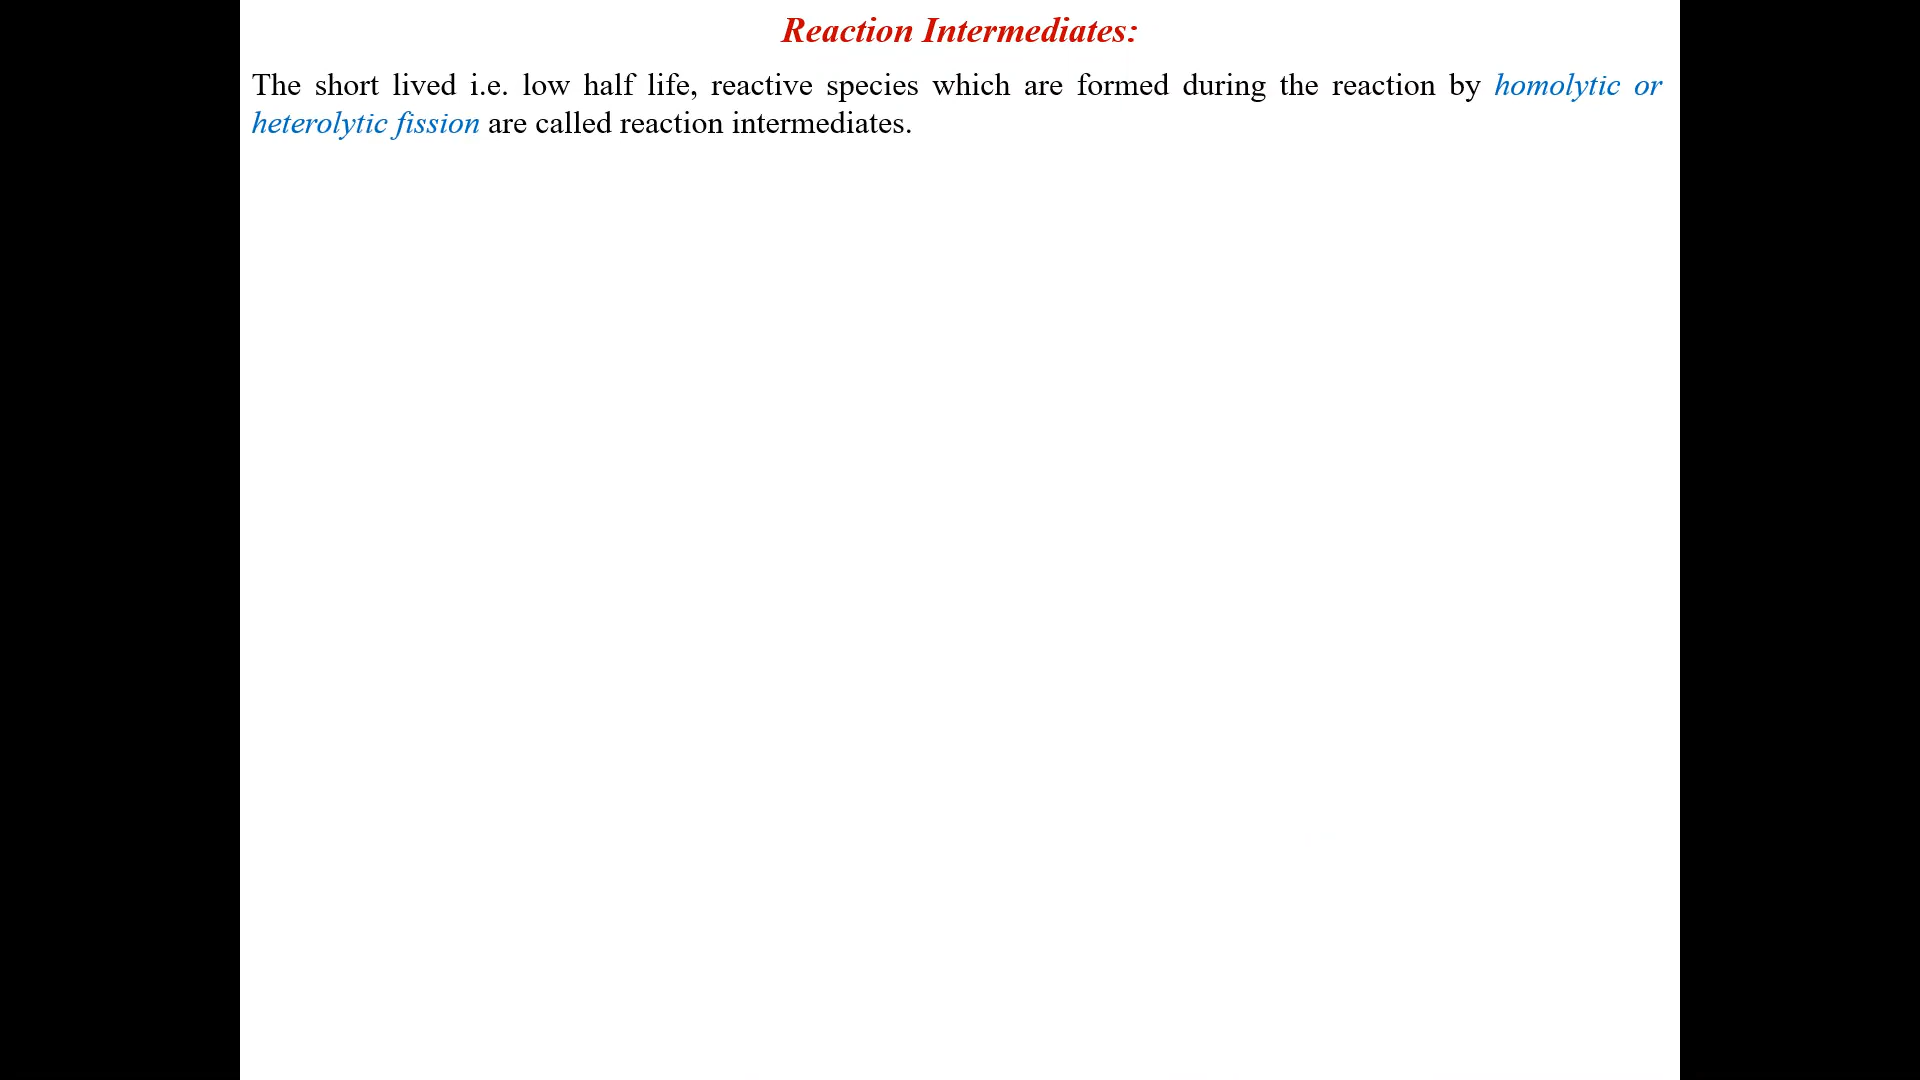 Reaction Intermediates:
The short lived i.e. low half life, reactive species which are formed during the reaction by homolytic or
heterolytic fission are called reaction intermediates.